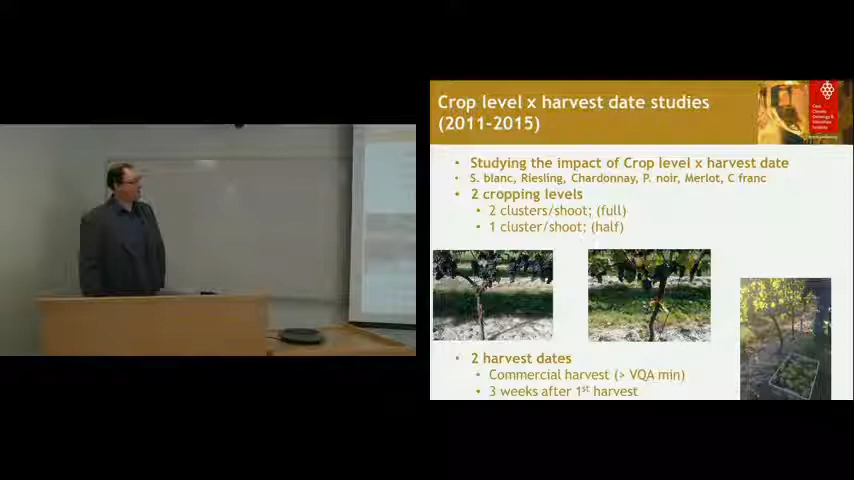 Crop level x harvest date studies
(2011-2015)
• Studying the impact of Crop level x harvest date
• S. blanc, Riesling, Chardonnay, P. noir, Merlot, C franc
• 2 cropping levels
• 2 clusters/shoot; (full)
• 1 cluster/shoot; (half)
• 2 harvest dates
• Commercial harvest (> VQA min)
• 3 weeks after 1st harvest